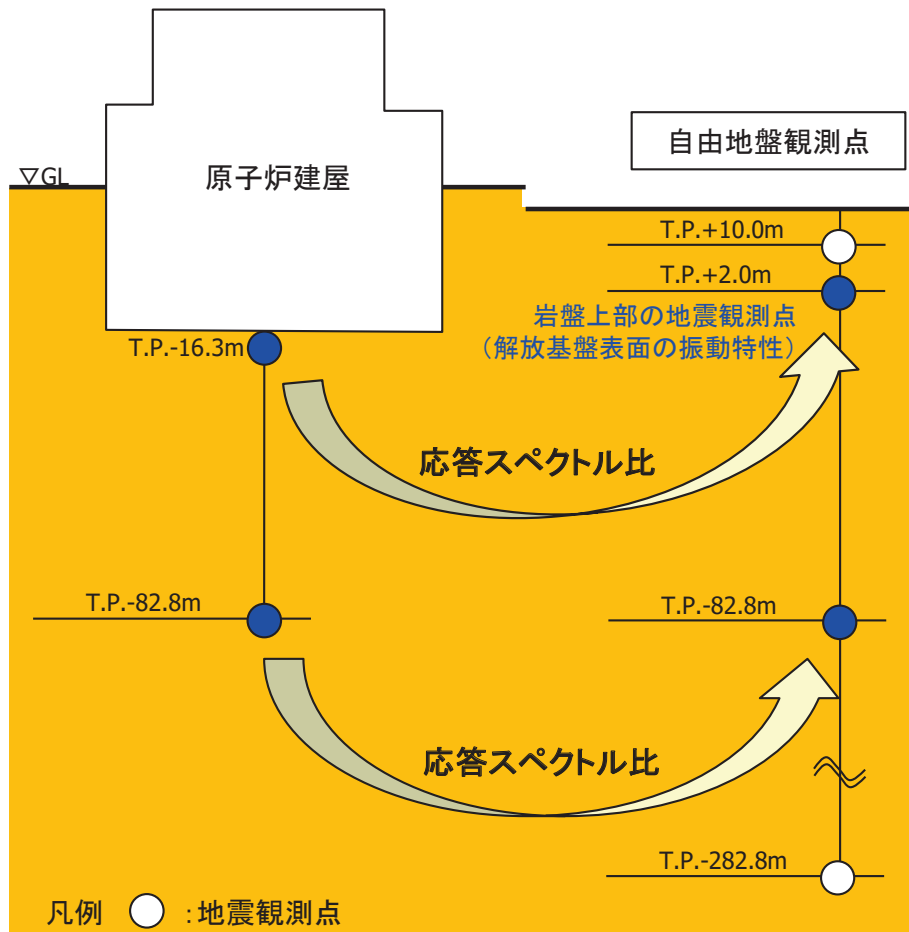 原子炉建屋
自由地盤観測点
▽GL
T.P.+10.0m
T.P.+2.0m
岩盤上部の地震観測点
（解放基盤表面の振動特性）
T.P.-16.3m
応答スペクトル比
T.P.-82.8m
T.P.-82.8m
応答スペクトル比
T.P.-282.8m
凡例 ○ :地震観測点